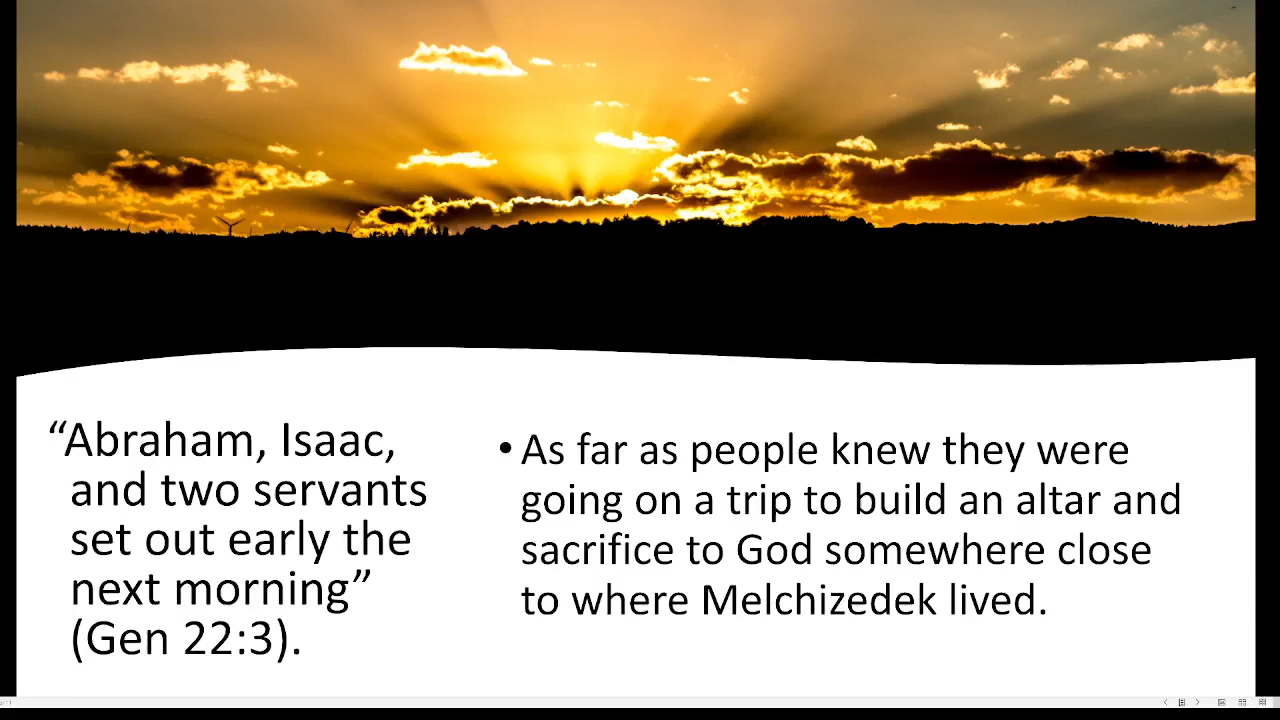 “Abraham, Isaac,
and two servants
set out early the
next morning”
(Gen 22:3).
• As far as people knew they were
going on a trip to build an altar and
sacrifice to God somewhere close
to where Melchizedek lived.